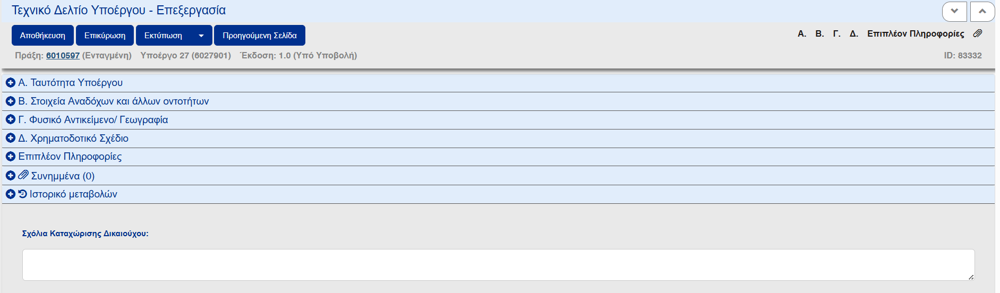 Τεχνικό Δελτίο Υποέργου - Επεξεργασία
Αποθήκευση Επικύρωση Εκτύπωση Προηγούμενη Σελίδα Α. Β. Γ. Δ. Επιπλέον Πληροφορίες
Πράξη: 6010597 (Ενταγμένη) Υποέργο 27 (6027901) Έκδοση: 1.0 (Υπό Υποβολή) ID: 83332
Α. Ταυτότητα Υποέργου
Β. Στοιχεία Αναδόχων και άλλων οντοτήτων
Γ. Φυσικό Αντικείμενο/ Γεωγραφία
Δ. Χρηματοδοτικό Σχέδιο
Επιπλέον Πληροφορίες
Συνημμένα (0)
Ιστορικό μεταβολών
Σχόλια Καταχώρισης Δικαιούχου: